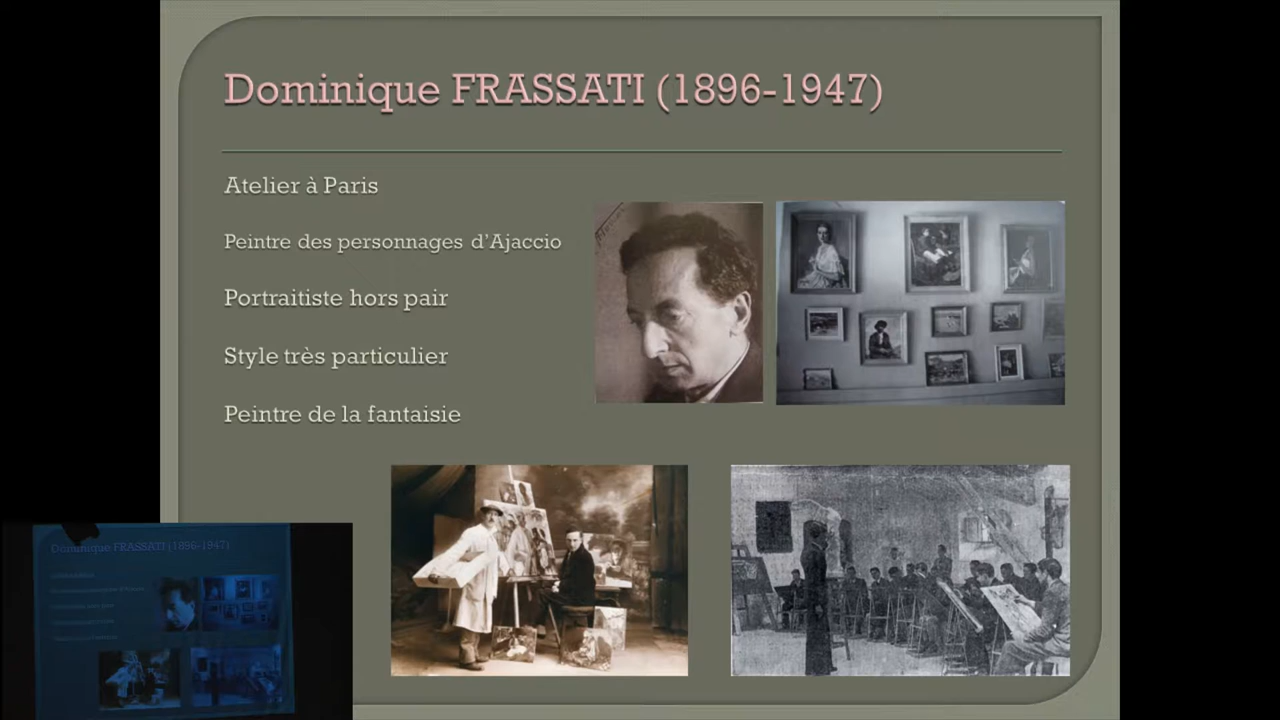 Dominique FRASSATI (1896-1947)
Atelier à Paris
Peintre des personnages d’Ajaccio
Portraitiste hors pair
Style très particulier
Peintre de la fantaisie
Dominique FRASSATI (1896-1947)